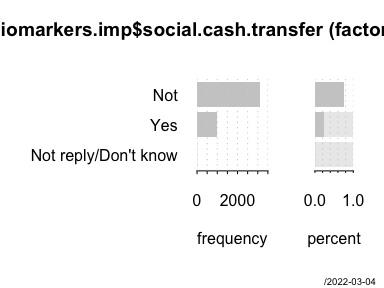 iomarkers.imp$social.cash.transfer (factor
Not
Yes
Not reply/Don't know
0 2000 0.0 1.0
frequency percent
/2022-03-04